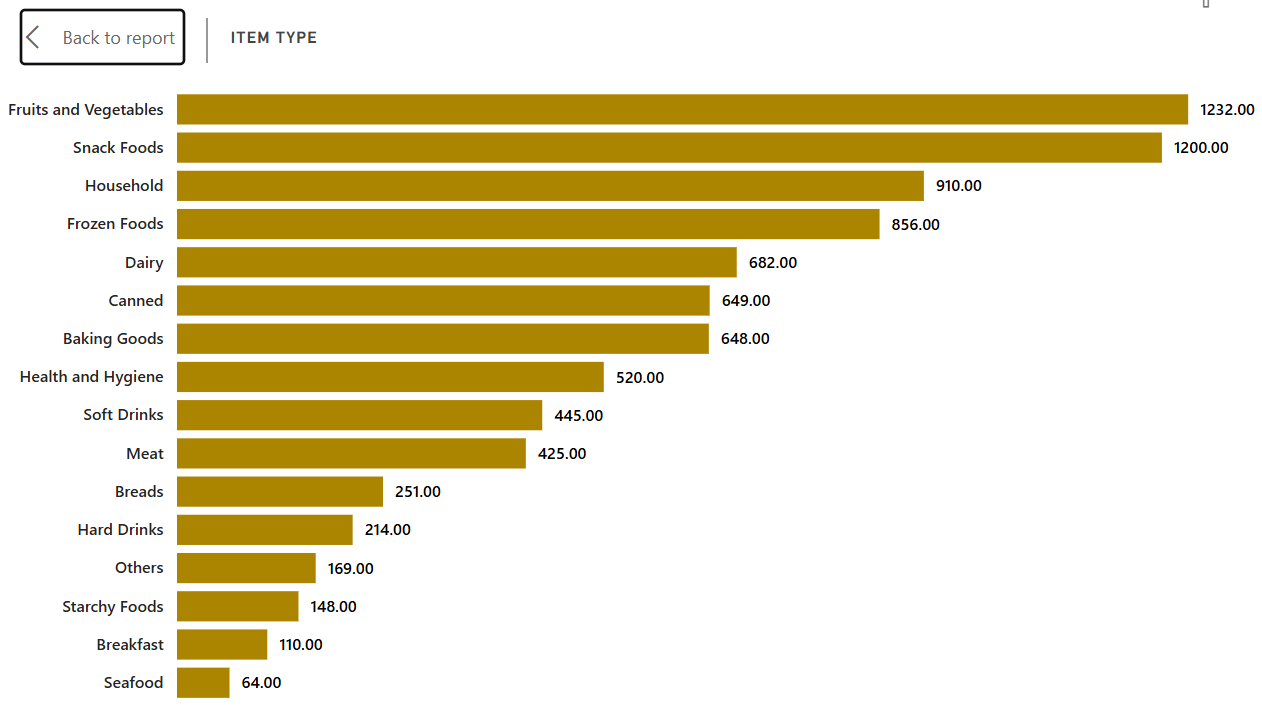 Back to report
ITEM TYPE
Fruits and Vegetables 1232.00
Snack Foods 1200.00
Household 910.00
Frozen Foods 856.00
Dairy 682.00
Canned 649.00
Baking Goods 648.00
Health and Hygiene 520.00
Soft Drinks 445.00
Meat 425.00
Breads 251.00
Hard Drinks 214.00
Others 169.00
Starchy Foods 148.00
Breakfast 110.00
Seafood 64.00